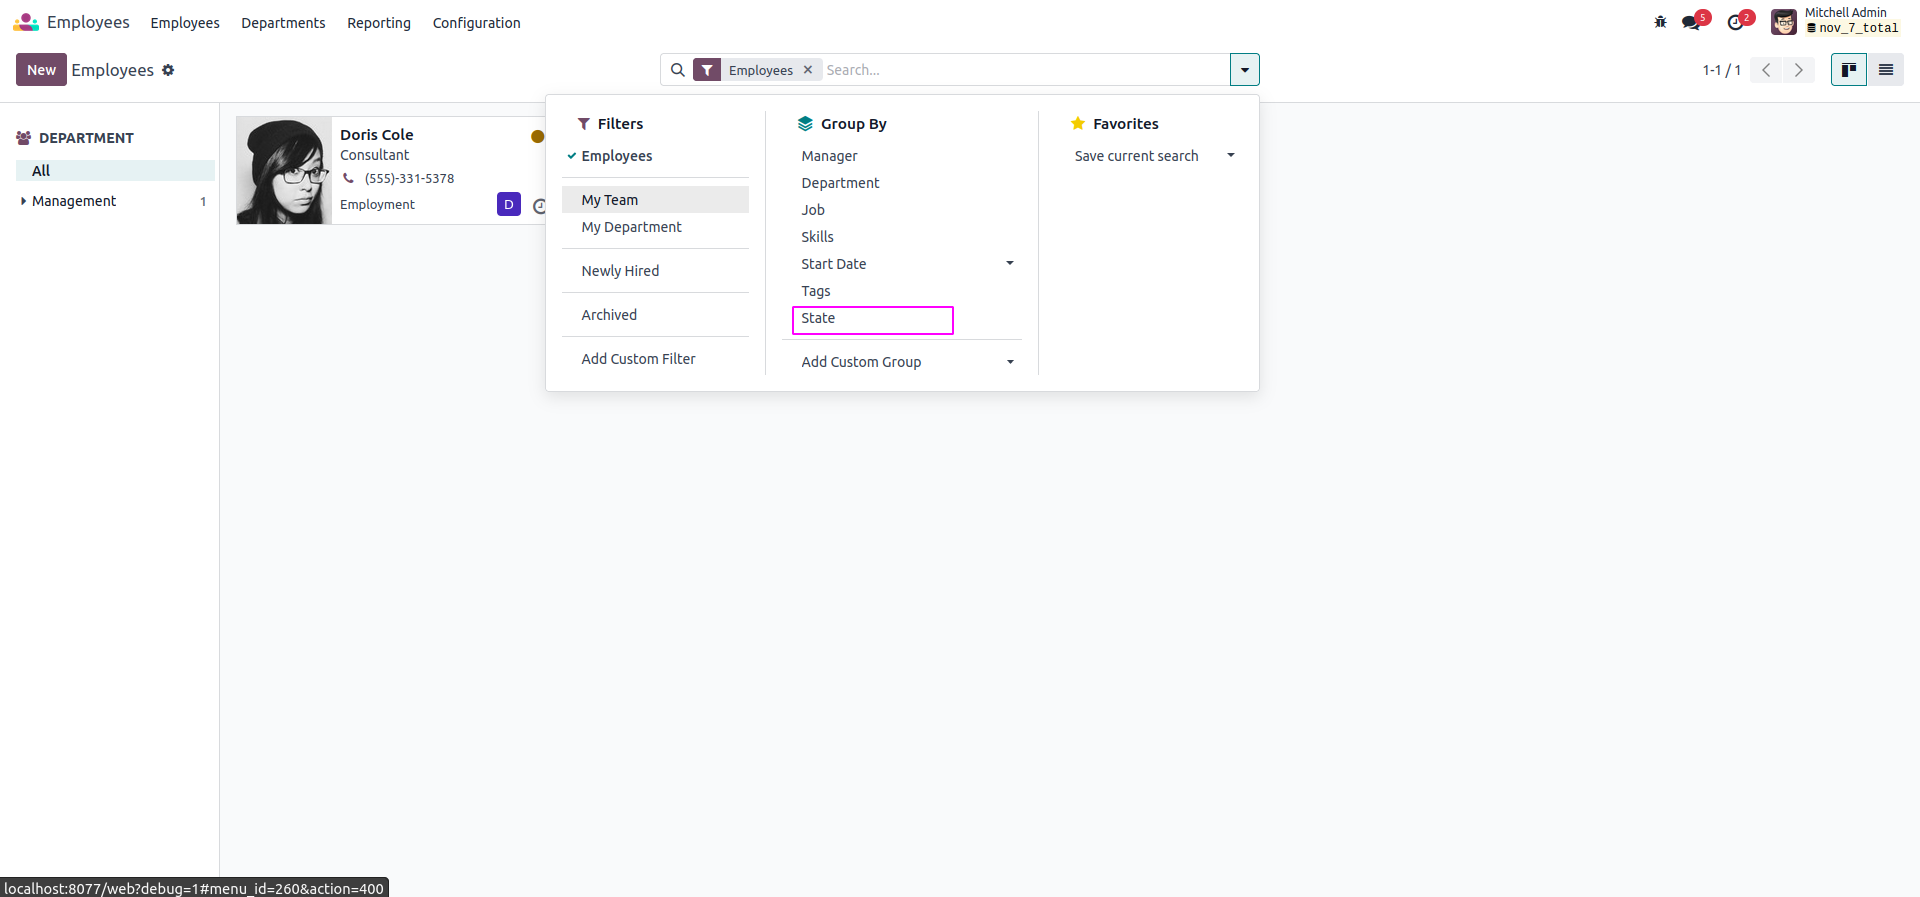 Employees Employees Departments Reporting Configuration 5 2 Mitchell Admin
nov_7_total
New Employees Employees Search... 1-1 / 1
DEPARTMENT
All
Management 1
Doris Cole
Consultant
(555)-331-5378
Employment D
Filters
Employees
My Team
My Department
Newly Hired
Archived
Add Custom Filter
Group By
Manager
Department
Job
Skills
Start Date
Tags
State
Add Custom Group
Favorites
Save current search
localhost:8077/web?debug=1#menu_id=260&action=400